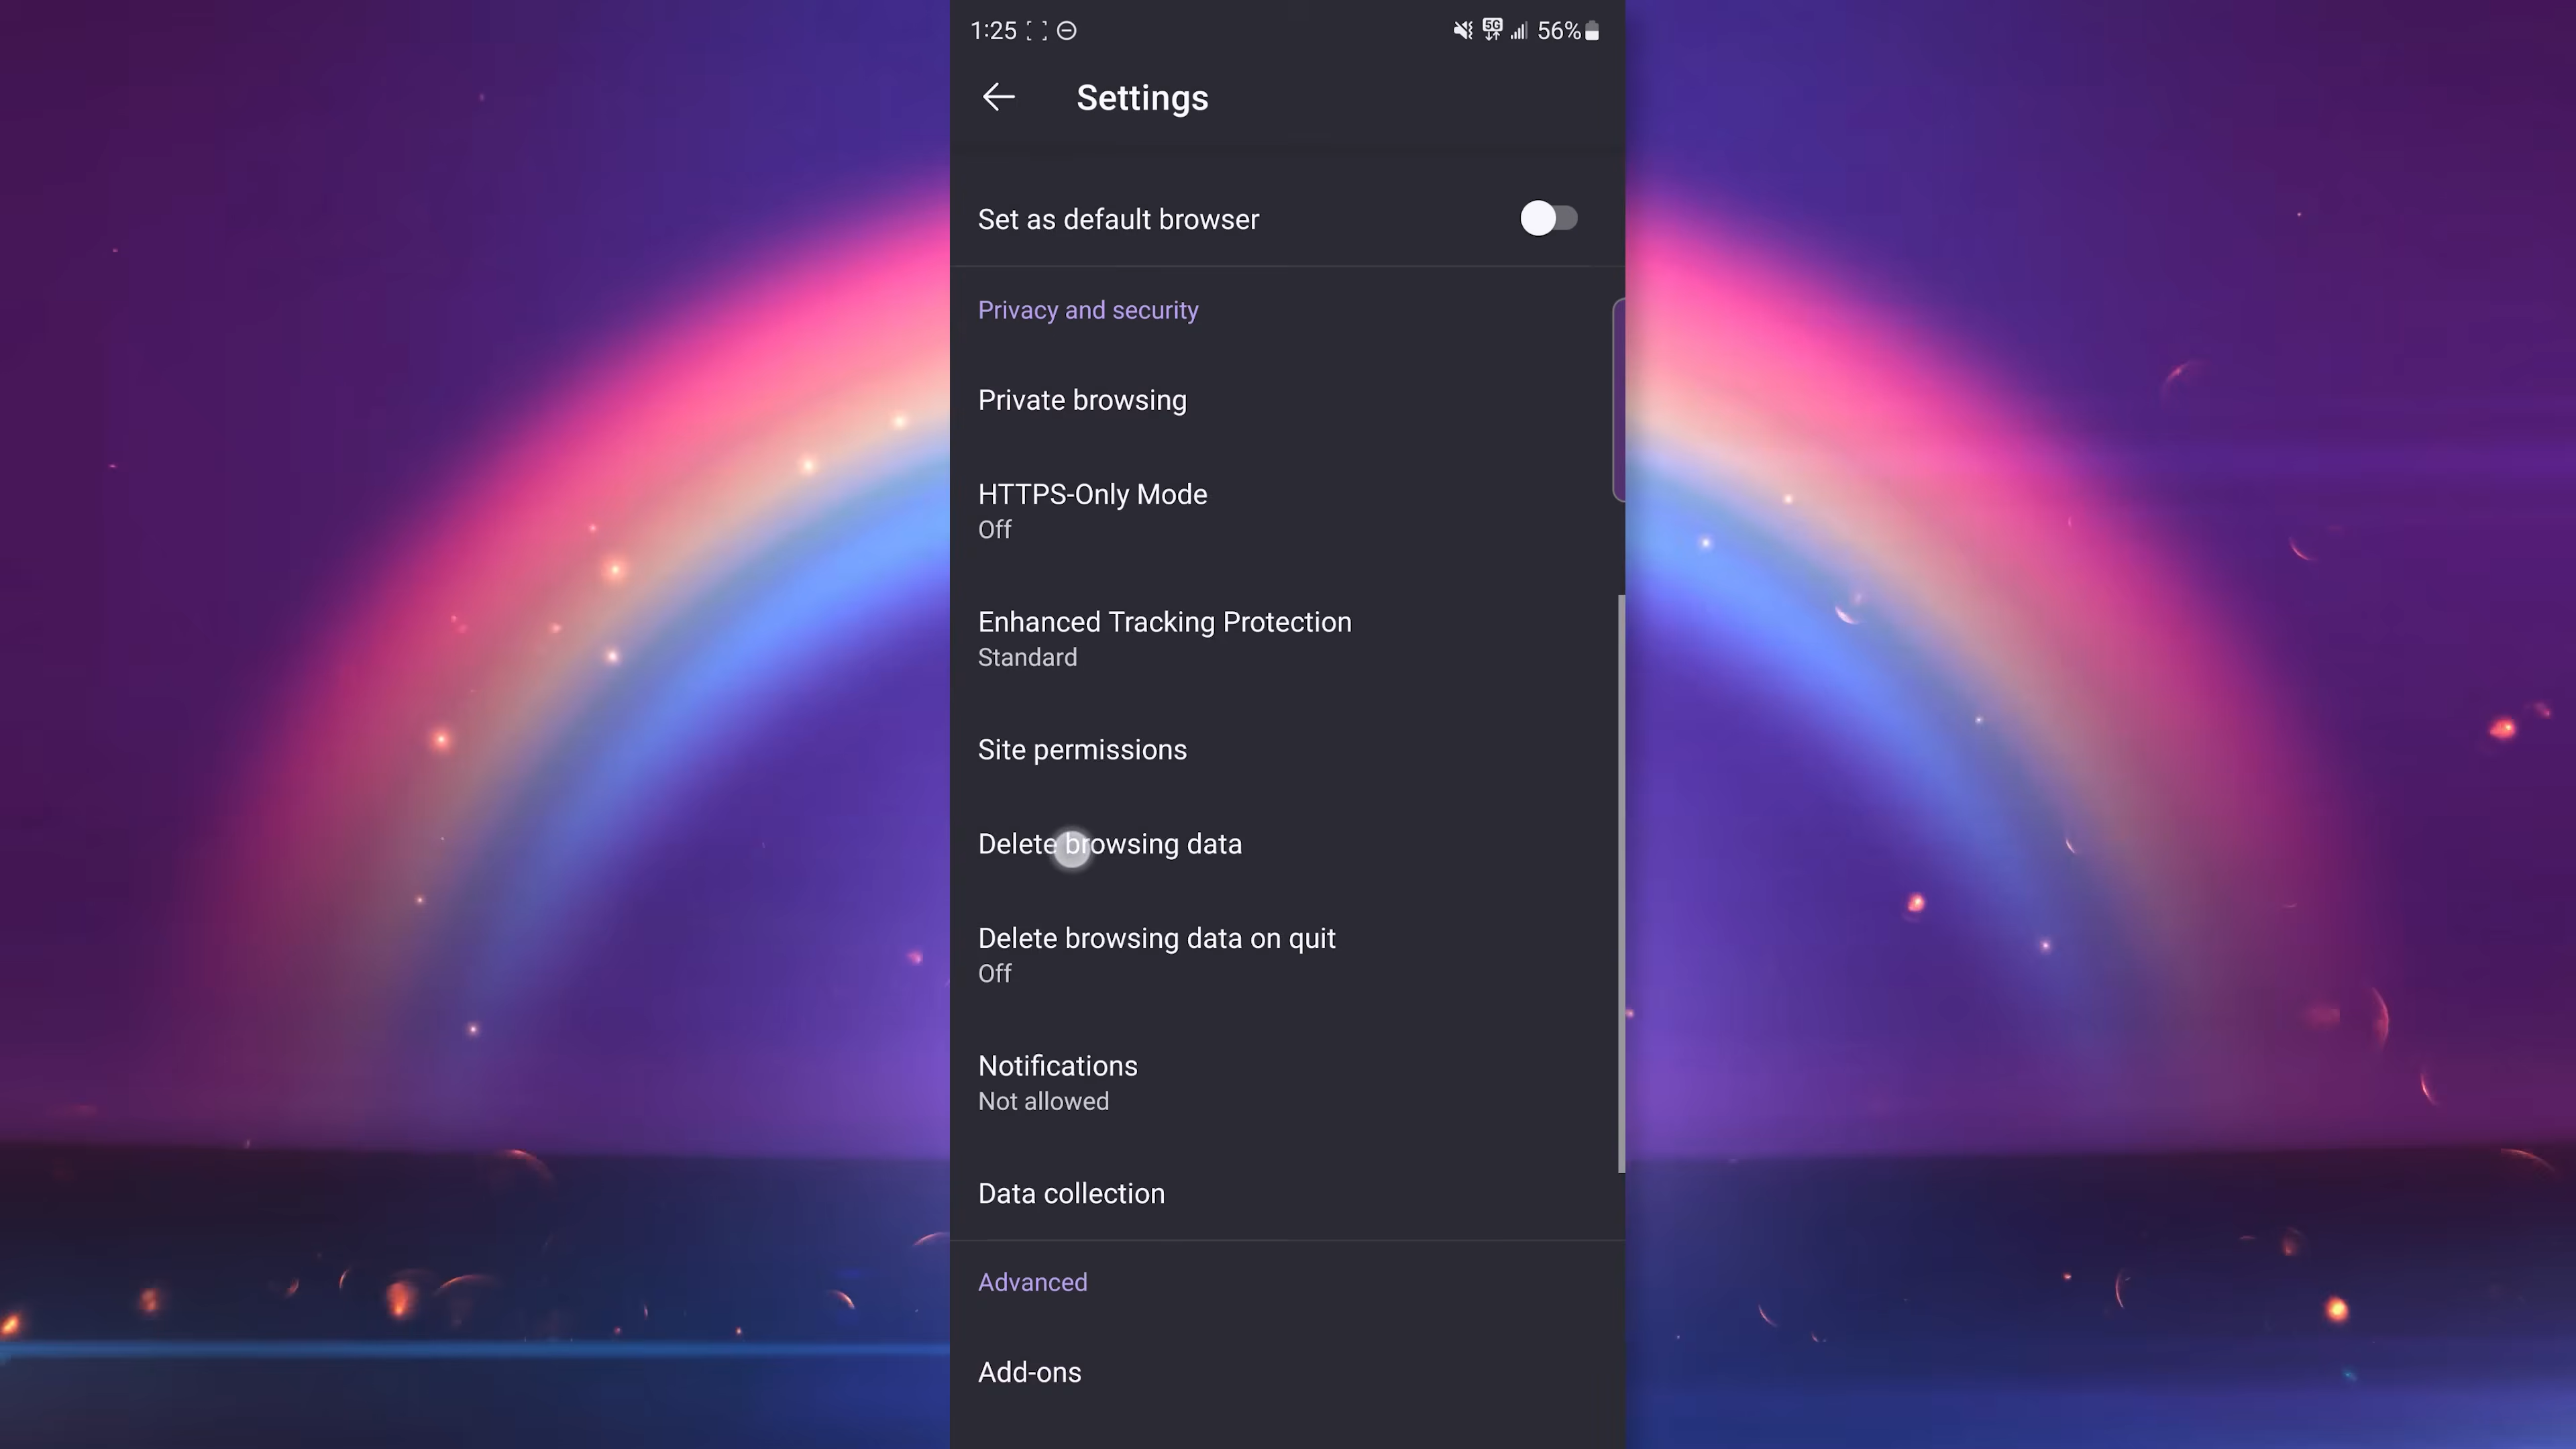 1:25
5G
56%
Settings
Set as default browser
Privacy and security
Private browsing
HTTPS-Only Mode
Off
Enhanced Tracking Protection
Standard
Site permissions
Delete browsing data
Delete browsing data on quit
Off
Notifications
Not allowed
Data collection
Advanced
Add-ons